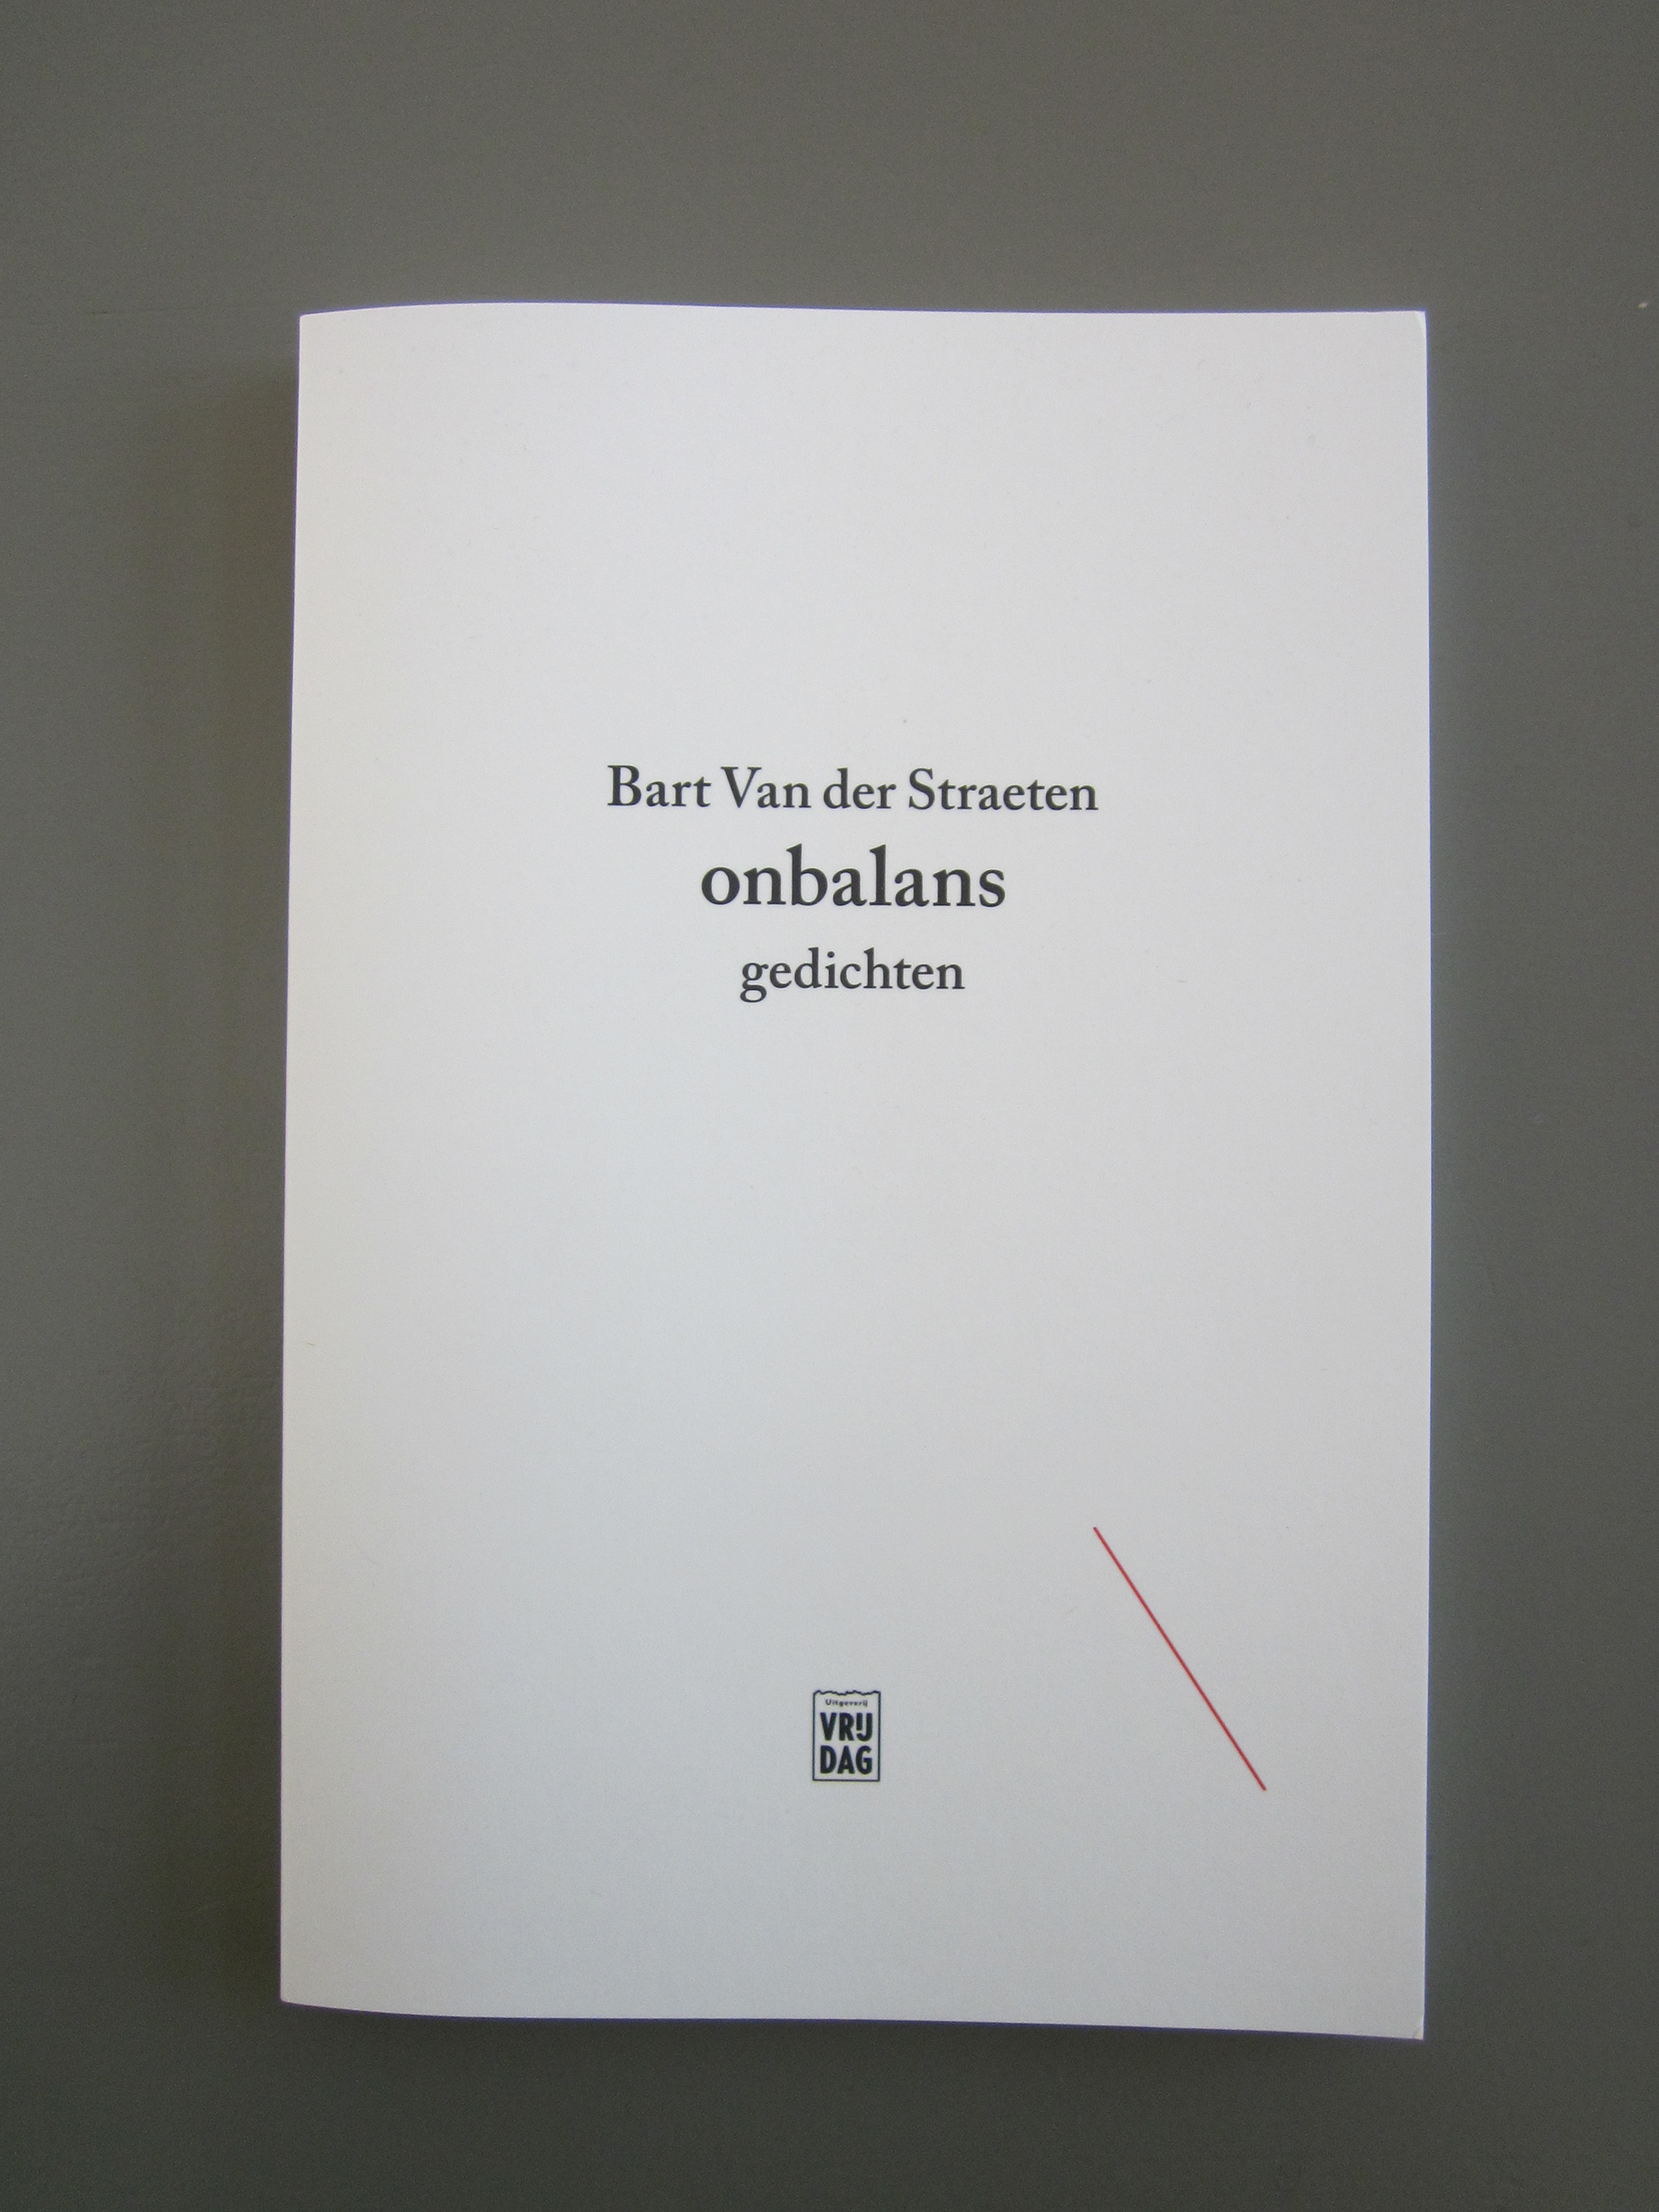 Bart Van der Straeten
onbalans
gedichten
Uitgeverij
VRIJ
DAG